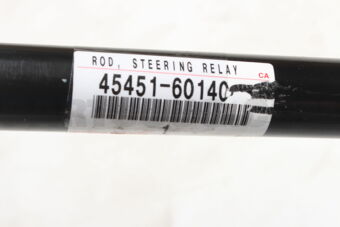 ROD, STEERING RELAY
CA
45451-60140